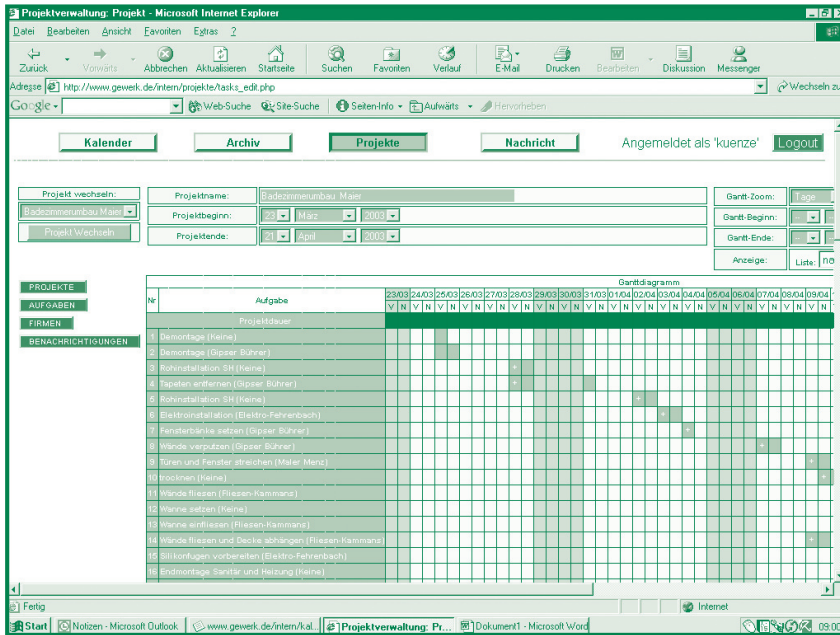 Projektverwaltung: Projekt - Microsoft Internet Explorer
Datei Bearbeiten Ansicht Favoriten Extras ?
Zurück Vorwärts Abbrechen Aktualisieren Startseite Suchen Favoriten Verlauf E-Mail Drucken Bearbeiten Diskussion Messenger
Adresse http://www.gewerk.de/intern/projekte/tasks_edit.php Wechseln zu
Google Web-Suche Site-Suche Seiten-Info Aufwärts Hervorheben
Kalender Archiv Projekte Nachricht Angemeldet als 'kuenze' Logout
Projekt wechseln: Projektname: Badezimmerumbau Maier Gantt-Zoom: Tage
Badezimmerumbau Maier Projektbeginn: 23 März 2003 Gantt-Beginn:
Projekt Wechseln Projektende: 21 April 2003 Gantt-Ende:
Anzeige: Liste:
PROJEKTE
AUFGABEN
FIRMEN
BENACHRICHTIGUNGEN
Ganttdiagramm
Nr Aufgabe 23/03 24/03 25/03 26/03 27/03 28/03 29/03 30/03 31/03 01/04 02/04 03/04 04/04 05/04 06/04 07/04 08/04 09/04
V N V N V N V N V N V N V N V N V N V N V N V N V N V N V N V N V N V N
Projektdauer
1 Demontage (Keine)
2 Demontage (Gipser Bührer)
3 Rohinstallation SH (Keine) +
4 Tapeten entfernen (Gipser Bührer) +
5 Rohinstallation SH (Keine) +
6 Elektroinstallation (Elektro-Fehrenbach) +
7 Fensterbänke setzen (Gipser Bührer) +
8 Wände verputzen (Gipser Bührer) +
9 Türen und Fenster streichen (Maler Menz) +
10 trocknen (Keine) +
11 Wände fliesen (Fliesen-Kammans)
12 Wanne setzen (Keine)
13 Wanne einfliesen (Fliesen-Kammans)
14 Wände fliesen und Decke abhängen (Fliesen-Kammans) +
15 Silikonfugen vorbereiten (Elektro-Fehrenbach)
16 Endmontage Sanitär und Heizung (Keine)
Fertig Internet
Start Notizen - Microsoft Outlook www.gewerk.de/intern/kal... Projektverwaltung: Pr... Dokument1 - Microsoft Word 09:00